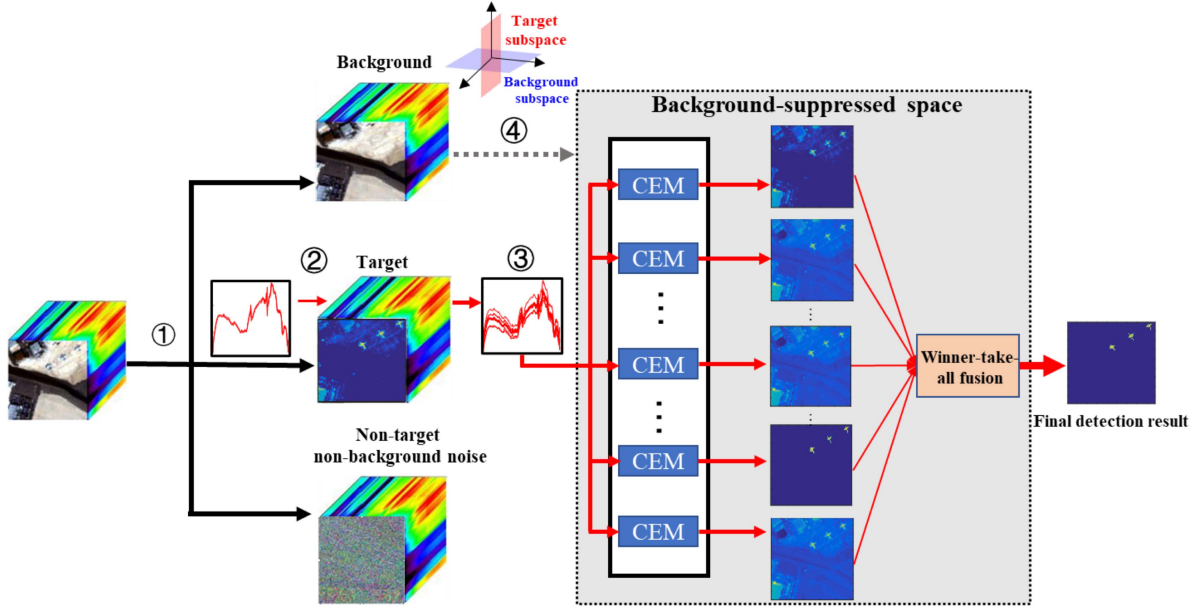 Target
subspace
Background
Background
subspace
Background-suppressed space
④
CEM
CEM
②
Target
③
①
CEM
Winner-take-
all fusion
Final detection result
Non-target
non-background noise
CEM
CEM